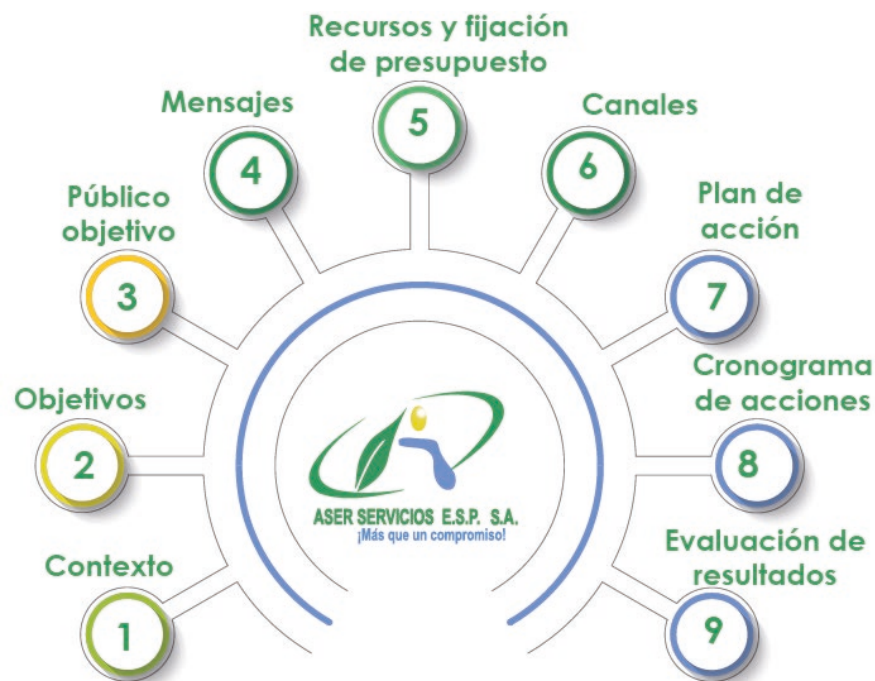 Recursos y fijación
de presupuesto
5
Mensajes
4
Canales
6
Público
objetivo
3
Plan de
acción
7
Objetivos
2
Cronograma
de acciones
8
Contexto
1
Evaluación de
resultados
9
ASER SERVICIOS E.S.P. S.A.
¡Más que un compromiso!